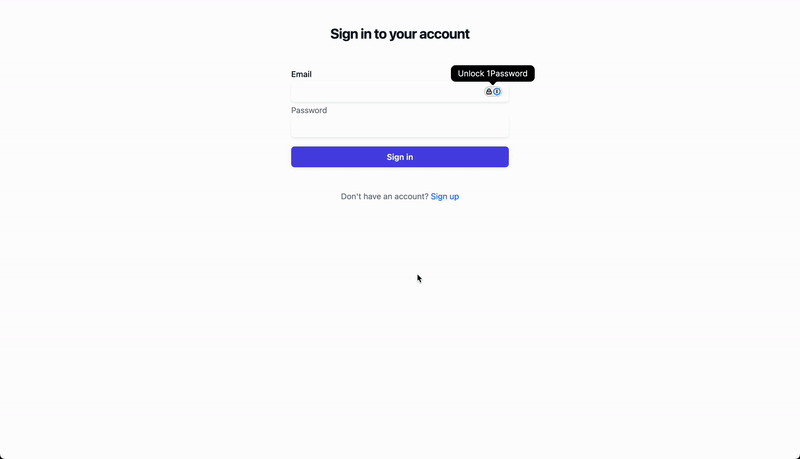 Sign in to your account
Email
Unlock 1Password
Password
Sign in
Don't have an account? Sign up